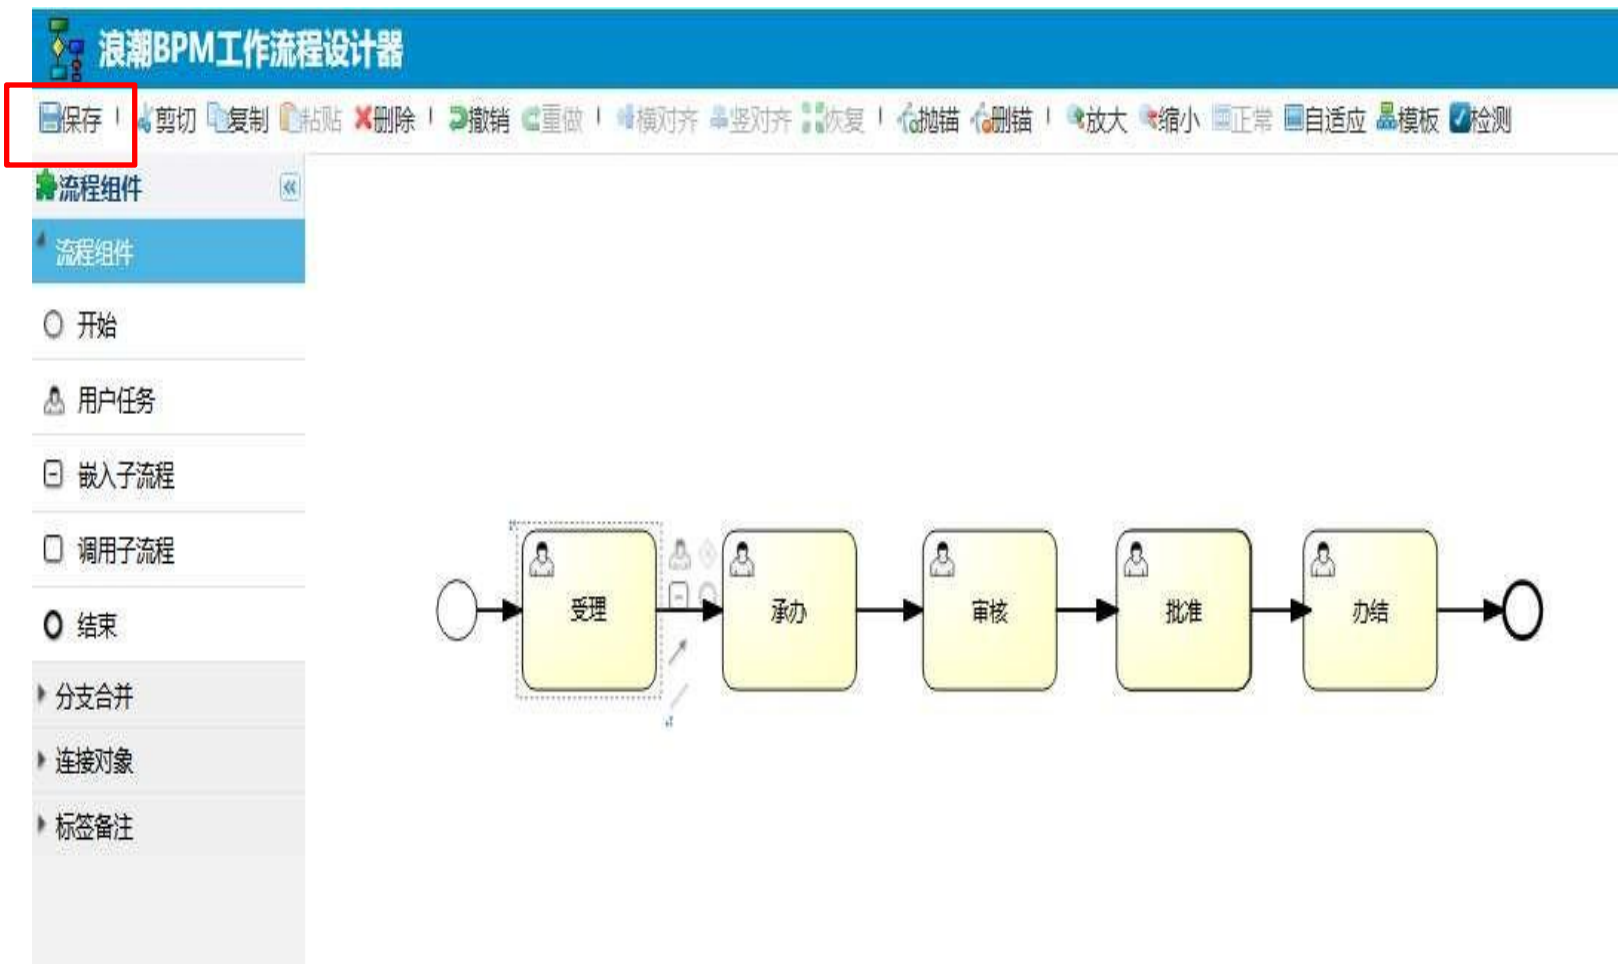 浪潮BPM工作流程设计器
保存 剪切 复制 粘贴 删除 撤销 重做 横对齐 竖对齐 恢复 抛锚 删锚 放大 缩小 正常 自适应 模板 检测
流程组件
流程组件
开始
用户任务
嵌入子流程
调用子流程
结束
分支合并
连接对象
标签备注
受理 承办 审核 批准 办结